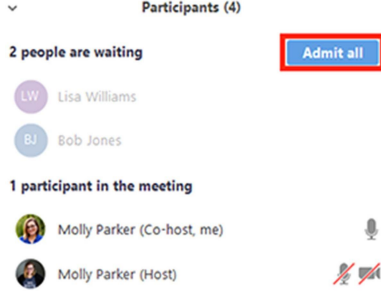 Participants (4)
2 people are waiting Admit all
LW Lisa Williams
BJ Bob Jones
1 participant in the meeting
Molly Parker (Co-host, me)
Molly Parker (Host)